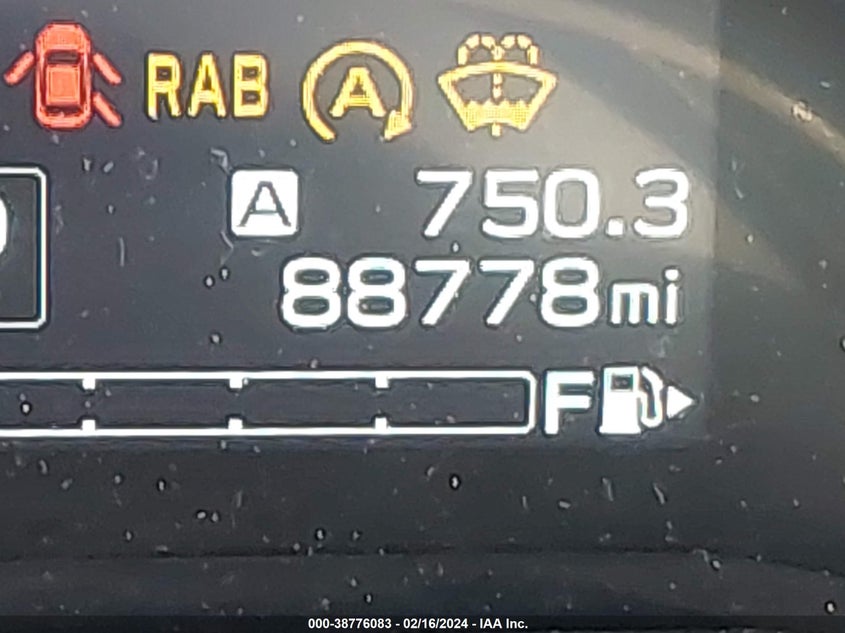 RAB A
A 750.3
88778mi
F
000-38776083 - 02/16/2024 - IAA Inc.